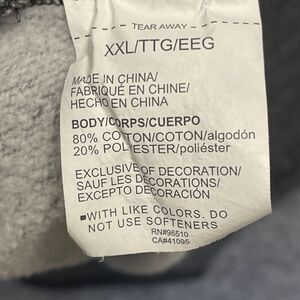 TEAR AWAY
XXL/TTG/EEG
MADE IN CHINA/
FABRIQUÉ EN CHINE/
HECHO EN CHINA
BODY/CORPS/CUERPO
80% COTTON/COTON/algodón
20% POLYESTER/poliéster
EXCLUSIVE OF DECORATION/
SAUF LES DECORATIONS/
EXCEPTO DECORACIÓN
▪WITH LIKE COLORS. DO
NOT USE SOFTENERS
RN#96510
CA#41095